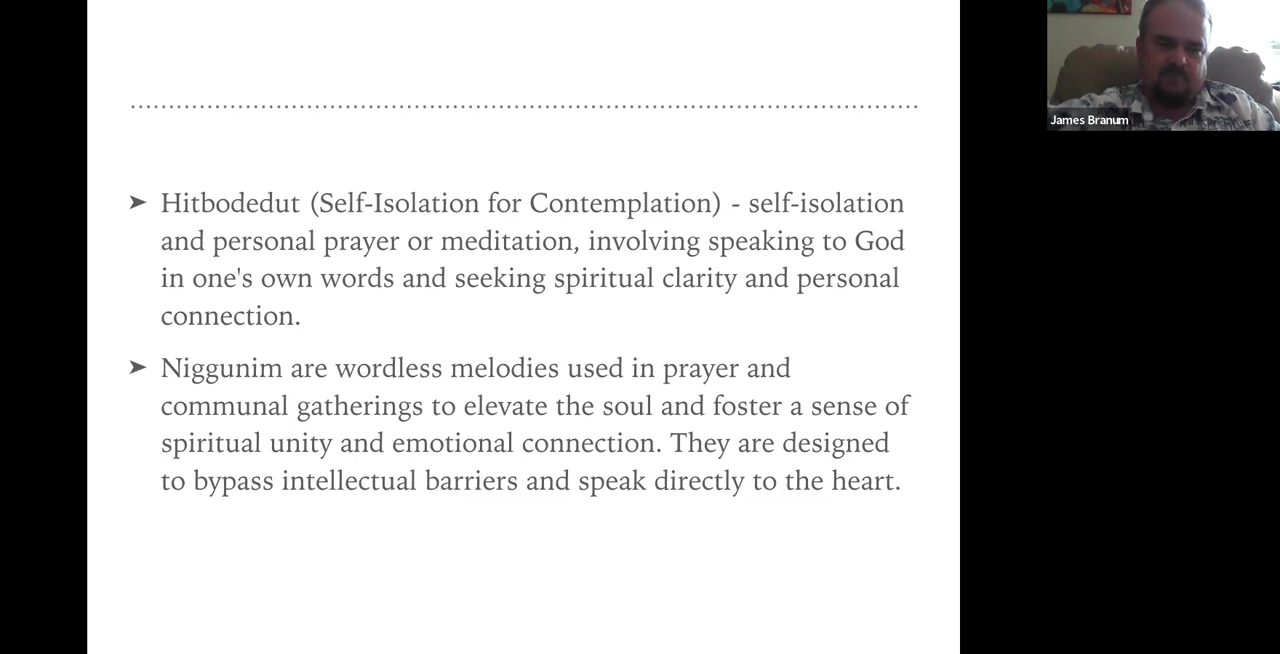 ➤ Hitbodedut (Self-Isolation for Contemplation) - self-isolation
and personal prayer or meditation, involving speaking to God
in one's own words and seeking spiritual clarity and personal
connection.
➤ Niggunim are wordless melodies used in prayer and
communal gatherings to elevate the soul and foster a sense of
spiritual unity and emotional connection. They are designed
to bypass intellectual barriers and speak directly to the heart.
James Branum